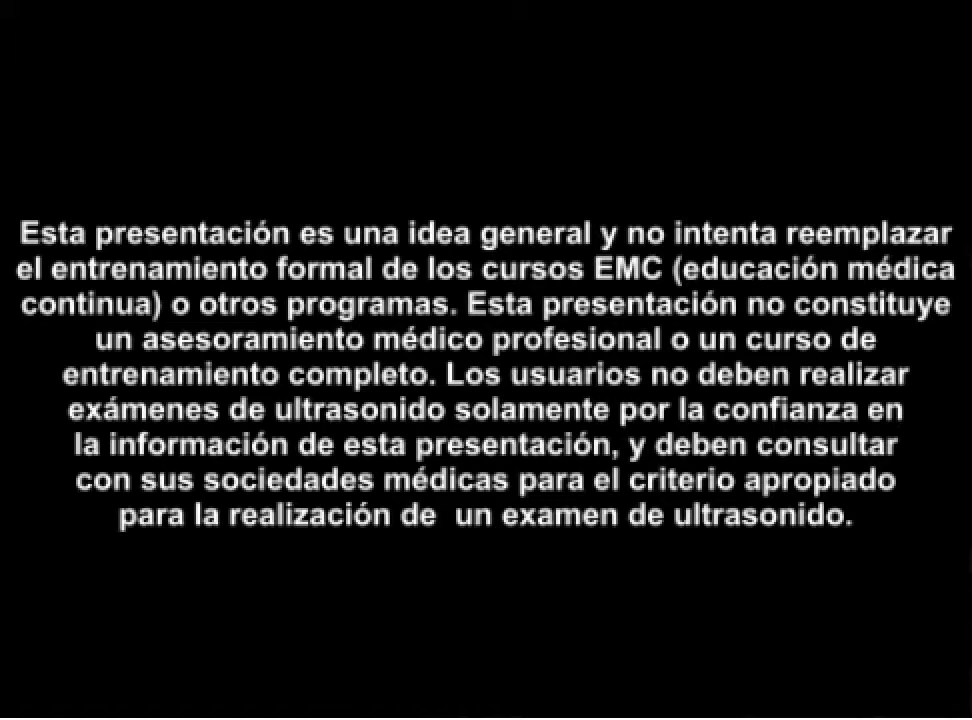 Esta presentación es una idea general y no intenta reemplazar
el entrenamiento formal de los cursos EMC (educación médica
continua) o otros programas. Esta presentación no constituye
un asesoramiento médico profesional o un curso de
entrenamiento completo. Los usuarios no deben realizar
exámenes de ultrasonido solamente por la confianza en
la información de esta presentación, y deben consultar
con sus sociedades médicas para el criterio apropiado
para la realización de  un examen de ultrasonido.